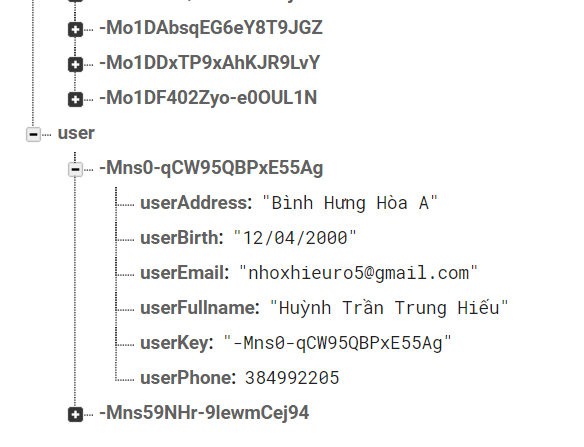 -Mo1DAbsqEG6eY8T9JGZ
-Mo1DDxTP9xAhKJR9LvY
-Mo1DF402Zyo-e0OUL1N
user
-Mns0-qCW95QBPxE55Ag
userAddress: "Bình Hưng Hòa A"
userBirth: "12/04/2000"
userEmail: "nhoxhieuro5@gmail.com"
userFullname: "Huỳnh Trần Trung Hiếu"
userKey: "-Mns0-qCW95QBPxE55Ag"
userPhone: 384992205
-Mns59NHr-9IewmCej94